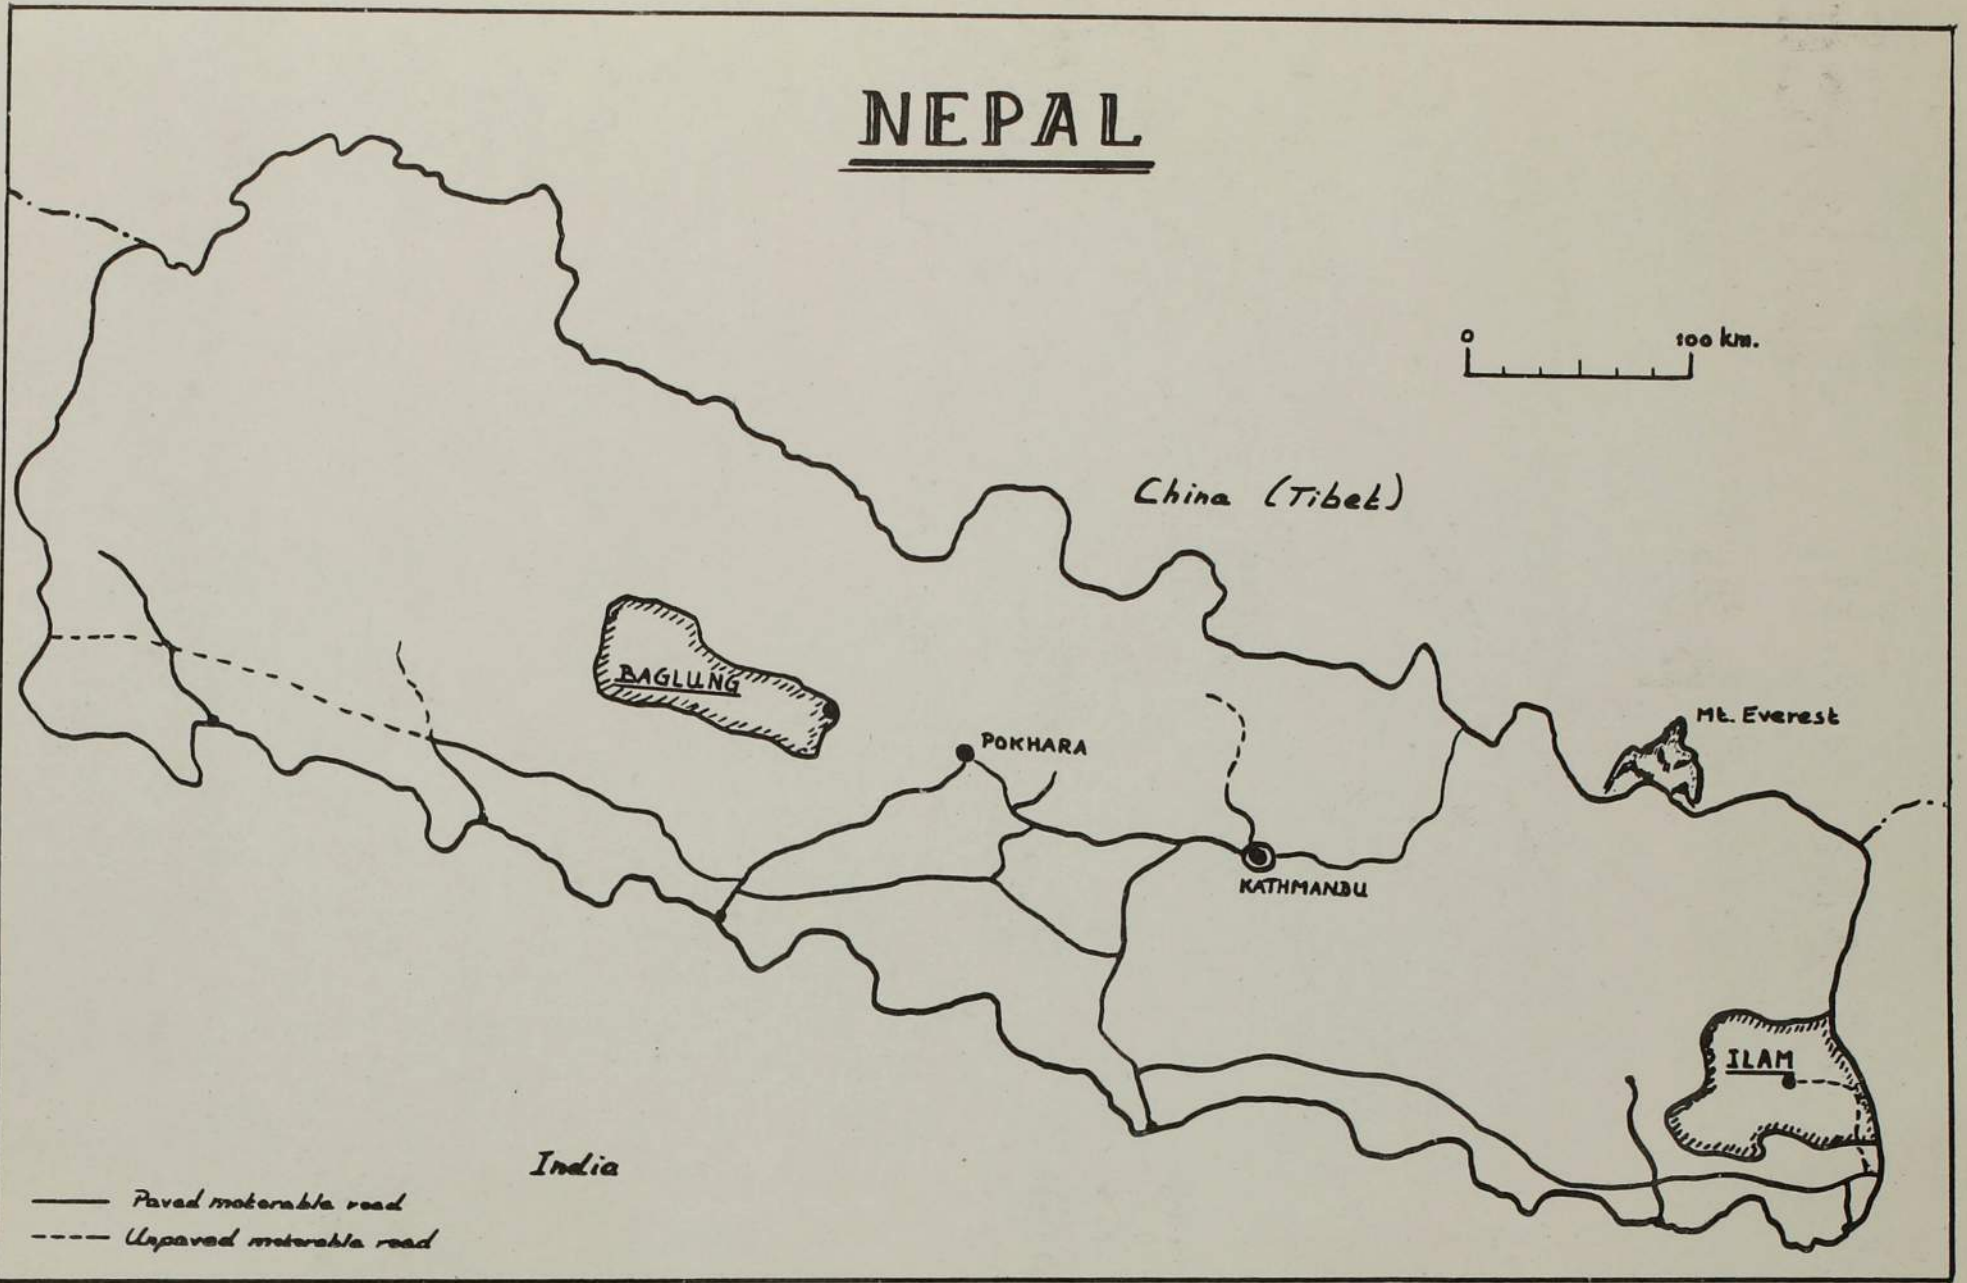 NEPAL
0 100 km.
China (Tibet)
BAGLUNG
Mt. Everest
POKHARA
KATHMANDU
ILAM
India
Paved motorable road
Unpaved motorable road